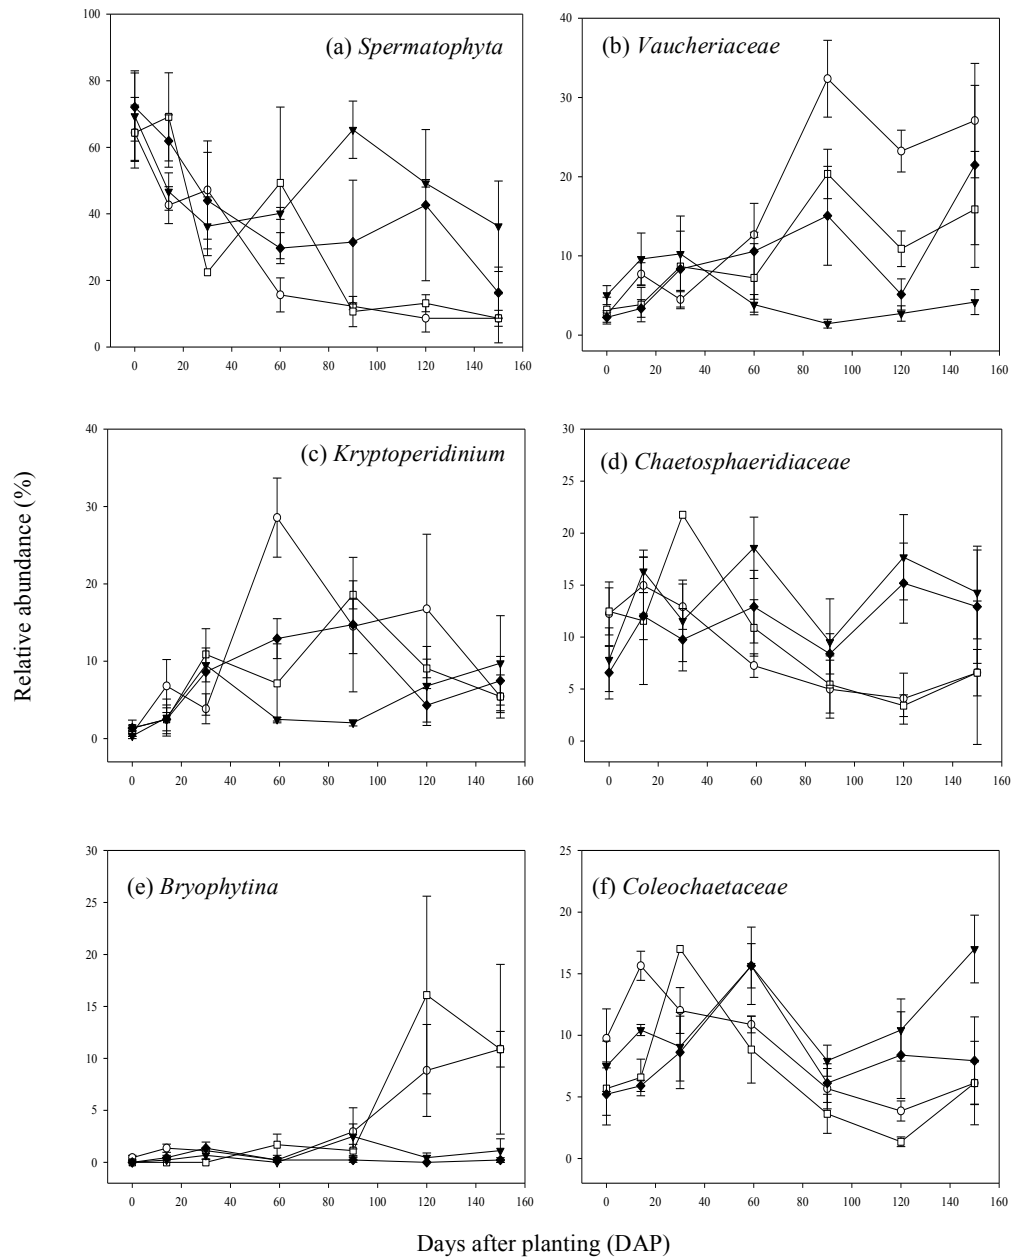 (a) Spermatophyta
100
80
60
40
20
0
0 20 40 60 80 100 120 140 160
(b) Vaucheriaceae
40
30
20
10
0
0 20 40 60 80 100 120 140 160
Relative abundance (%)
(c) Kryptoperidinium
40
30
20
10
0
0 20 40 60 80 100 120 140 160
(d) Chaetosphaeridiaceae
30
25
20
15
10
5
0
0 20 40 60 80 100 120 140 160
(e) Bryophytina
30
25
20
15
10
5
0
0 20 40 60 80 100 120 140 160
(f) Coleochaetaceae
25
20
15
10
5
0
0 20 40 60 80 100 120 140 160
Days after planting (DAP)